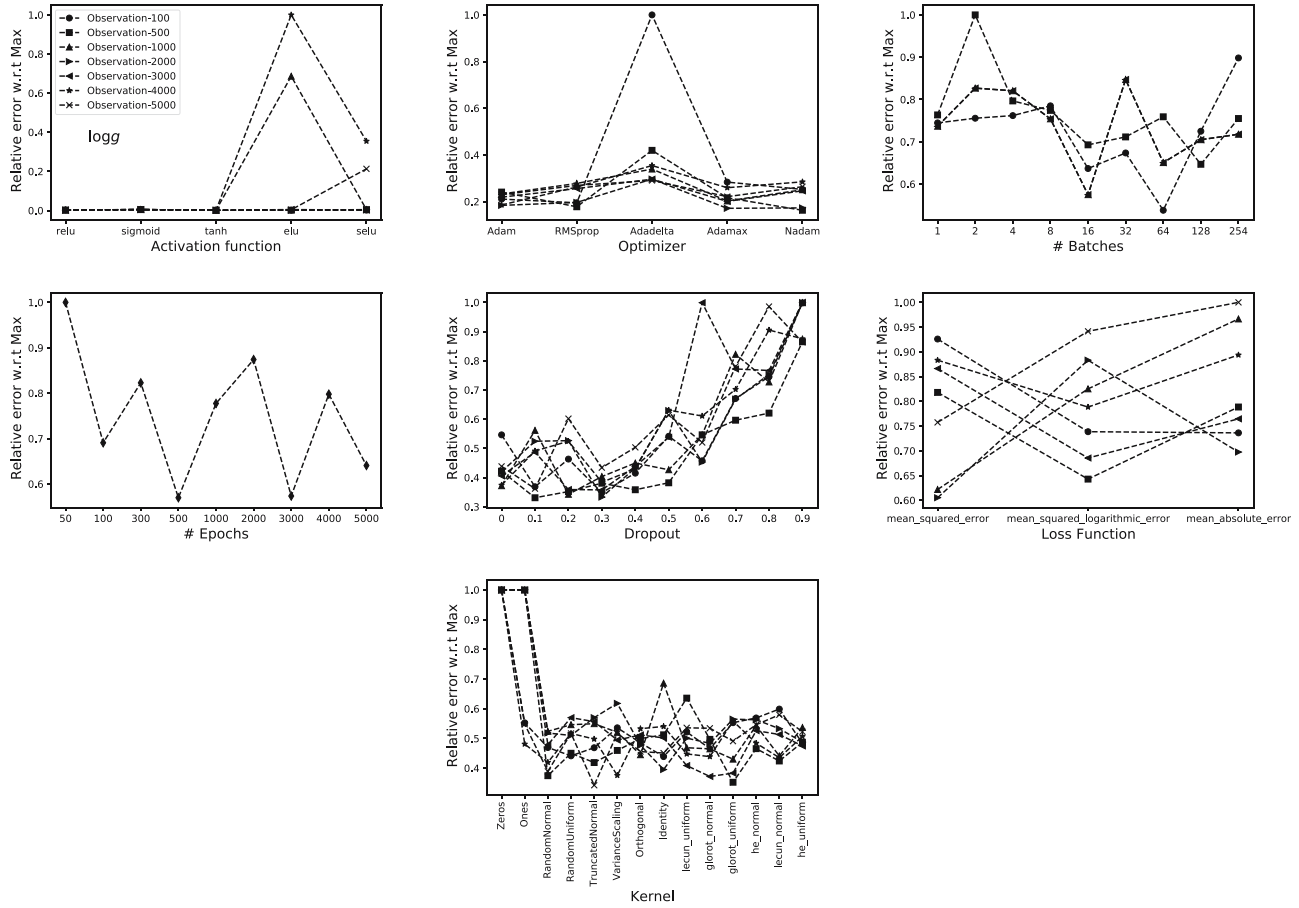 Relative error w.r.t Max
1.0
0.8
0.6
0.4
0.2
0.0
Observation-100
Observation-500
Observation-1000
Observation-2000
Observation-3000
Observation-4000
Observation-5000
logg
relu sigmoid tanh elu selu
Activation function
Relative error w.r.t Max
1.0
0.8
0.6
0.4
0.2
Adam RMSprop Adadelta Adamax Nadam
Optimizer
Relative error w.r.t Max
1.0
0.9
0.8
0.7
0.6
1 2 4 8 16 32 64 128 254
# Batches
Relative error w.r.t Max
1.0
0.9
0.8
0.7
0.6
50 100 300 500 1000 2000 3000 4000 5000
# Epochs
Relative error w.r.t Max
1.0
0.9
0.8
0.7
0.6
0.5
0.4
0.3
0 0.1 0.2 0.3 0.4 0.5 0.6 0.7 0.8 0.9
Dropout
Relative error w.r.t Max
1.00
0.95
0.90
0.85
0.80
0.75
0.70
0.65
0.60
mean_squared_error mean_squared_logarithmic_error mean_absolute_error
Loss Function
Relative error w.r.t Max
1.0
0.9
0.8
0.7
0.6
0.5
0.4
Zeros
Ones
RandomNormal
RandomUniform
TruncatedNormal
VarianceScaling
Orthogonal
Identity
lecun_uniform
glorot_normal
glorot_uniform
he_normal
lecun_normal
he_uniform
Kernel